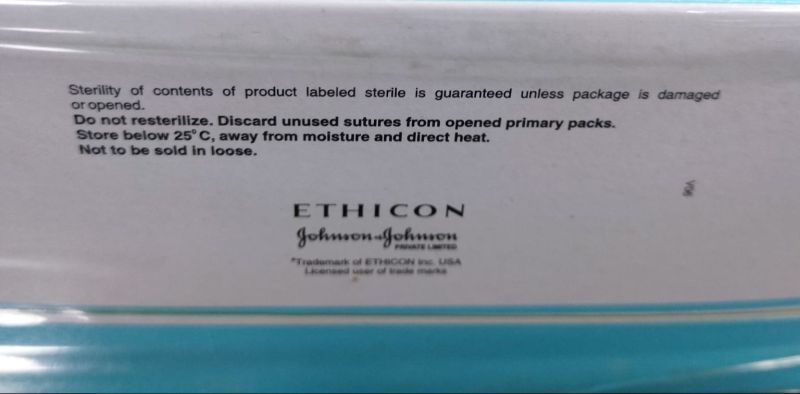 Sterility of contents of product labeled sterile is guaranteed unless package is damaged
or opened.
Do not resterilize. Discard unused sutures from opened primary packs.
Store below 25°C, away from moisture and direct heat.
Not to be sold in loose.
V06
ETHICON
Johnson+Johnson
PRIVATE LIMITED
*Trademark of ETHICON Inc. USA
Licensed user of trade marks